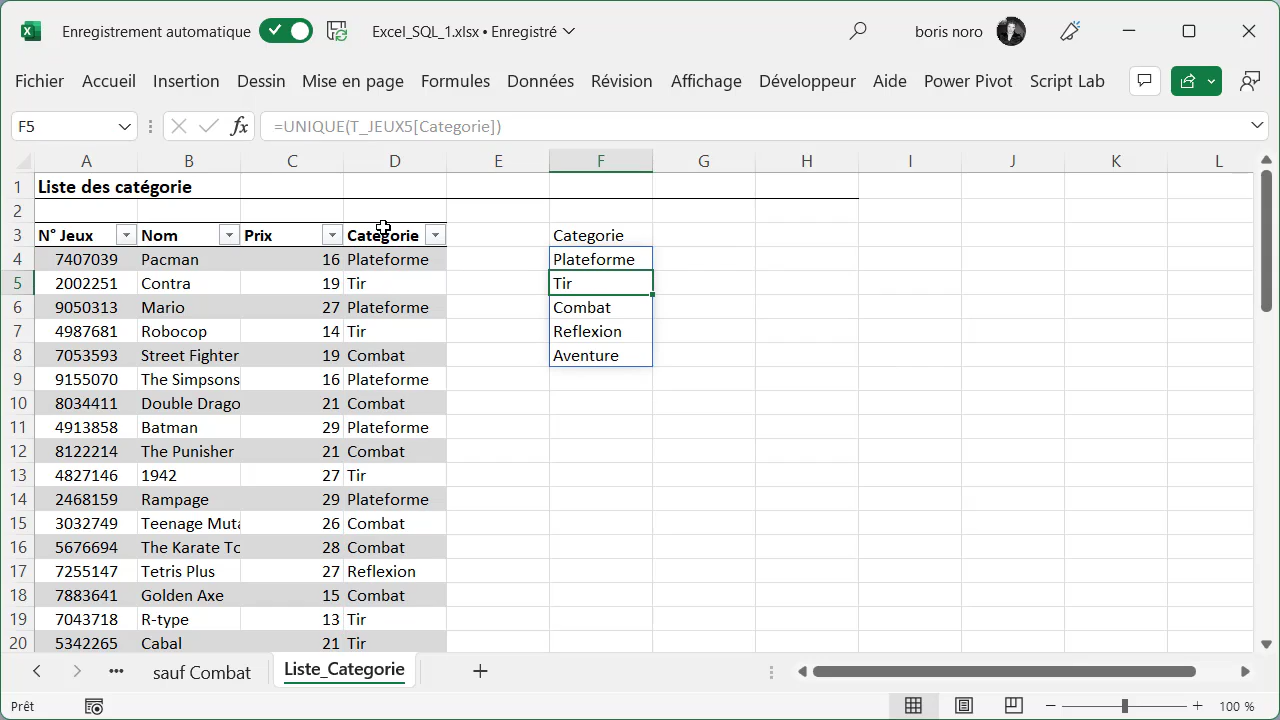 Enregistrement automatique Excel_SQL_1.xlsx • Enregistré boris noro
Fichier Accueil Insertion Dessin Mise en page Formules Données Révision Affichage Développeur Aide Power Pivot Script Lab
F5 fx =UNIQUE(T_JEUX5[Categorie])
A B C D E F G H I J K L
1 Liste des catégorie
2
3 N° Jeux Nom Prix Categorie Categorie
4 7407039 Pacman 16 Plateforme Plateforme
5 2002251 Contra 19 Tir Tir
6 9050313 Mario 27 Plateforme Combat
7 4987681 Robocop 14 Tir Reflexion
8 7053593 Street Fighter 19 Combat Aventure
9 9155070 The Simpsons 16 Plateforme
10 8034411 Double Drago 21 Combat
11 4913858 Batman 29 Plateforme
12 8122214 The Punisher 21 Combat
13 4827146 1942 27 Tir
14 2468159 Rampage 29 Plateforme
15 3032749 Teenage Muta 26 Combat
16 5676694 The Karate To 28 Combat
17 7255147 Tetris Plus 27 Reflexion
18 7883641 Golden Axe 15 Combat
19 7043718 R-type 13 Tir
20 5342265 Cabal 21 Tir
... sauf Combat Liste_Categorie +
Prêt 100 %